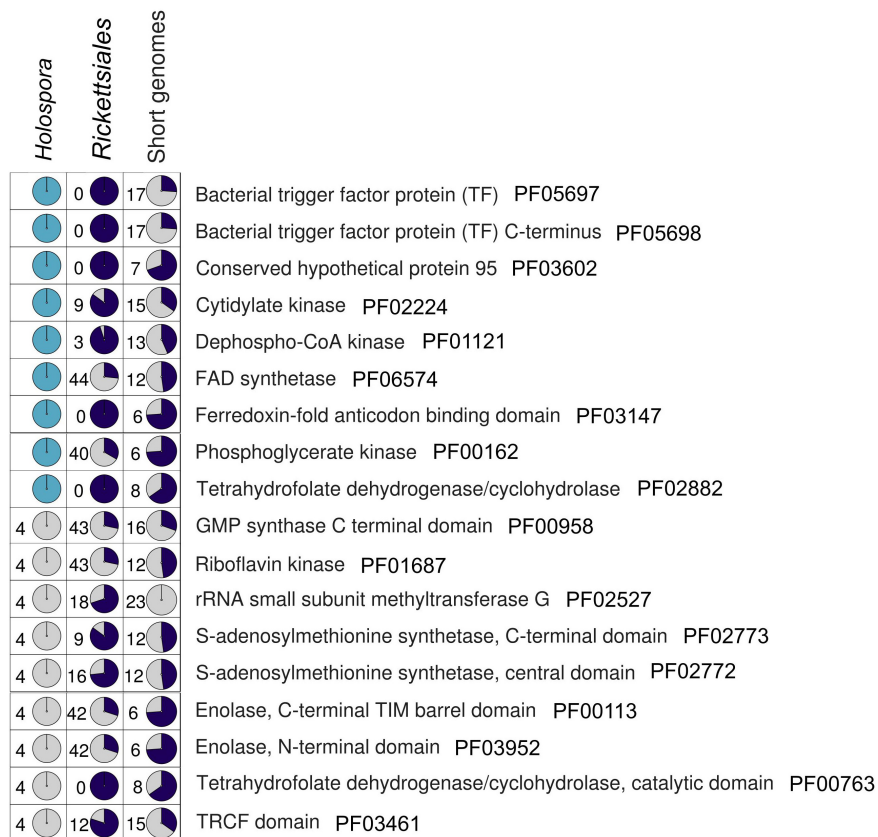 Holospora Rickettsiales Short genomes
0 17 Bacterial trigger factor protein (TF) PF05697
0 17 Bacterial trigger factor protein (TF) C-terminus PF05698
0 7 Conserved hypothetical protein 95 PF03602
9 15 Cytidylate kinase PF02224
3 13 Dephospho-CoA kinase PF01121
44 12 FAD synthetase PF06574
0 6 Ferredoxin-fold anticodon binding domain PF03147
40 6 Phosphoglycerate kinase PF00162
0 8 Tetrahydrofolate dehydrogenase/cyclohydrolase PF02882
4 43 16 GMP synthase C terminal domain PF00958
4 43 12 Riboflavin kinase PF01687
4 18 23 rRNA small subunit methyltransferase G PF02527
4 9 12 S-adenosylmethionine synthetase, C-terminal domain PF02773
4 16 12 S-adenosylmethionine synthetase, central domain PF02772
4 42 6 Enolase, C-terminal TIM barrel domain PF00113
4 42 6 Enolase, N-terminal domain PF03952
4 0 8 Tetrahydrofolate dehydrogenase/cyclohydrolase, catalytic domain PF00763
4 12 15 TRCF domain PF03461